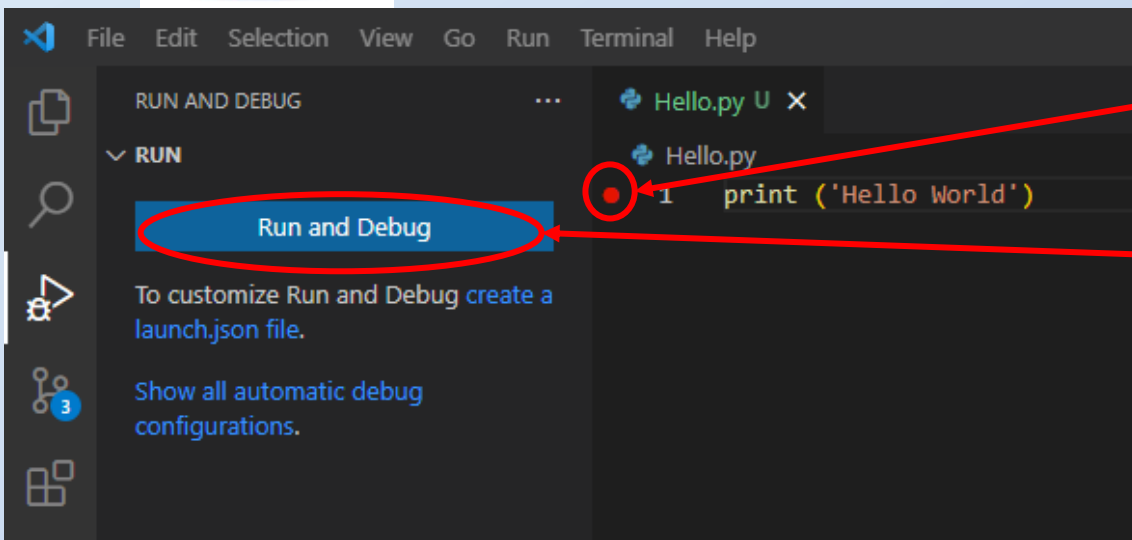 File Edit Selection View Go Run Terminal Help
RUN AND DEBUG ...
RUN
Run and Debug
To customize Run and Debug create a
launch.json file.
Show all automatic debug
configurations.
3
Hello.py U
Hello.py
1 print ('Hello World')